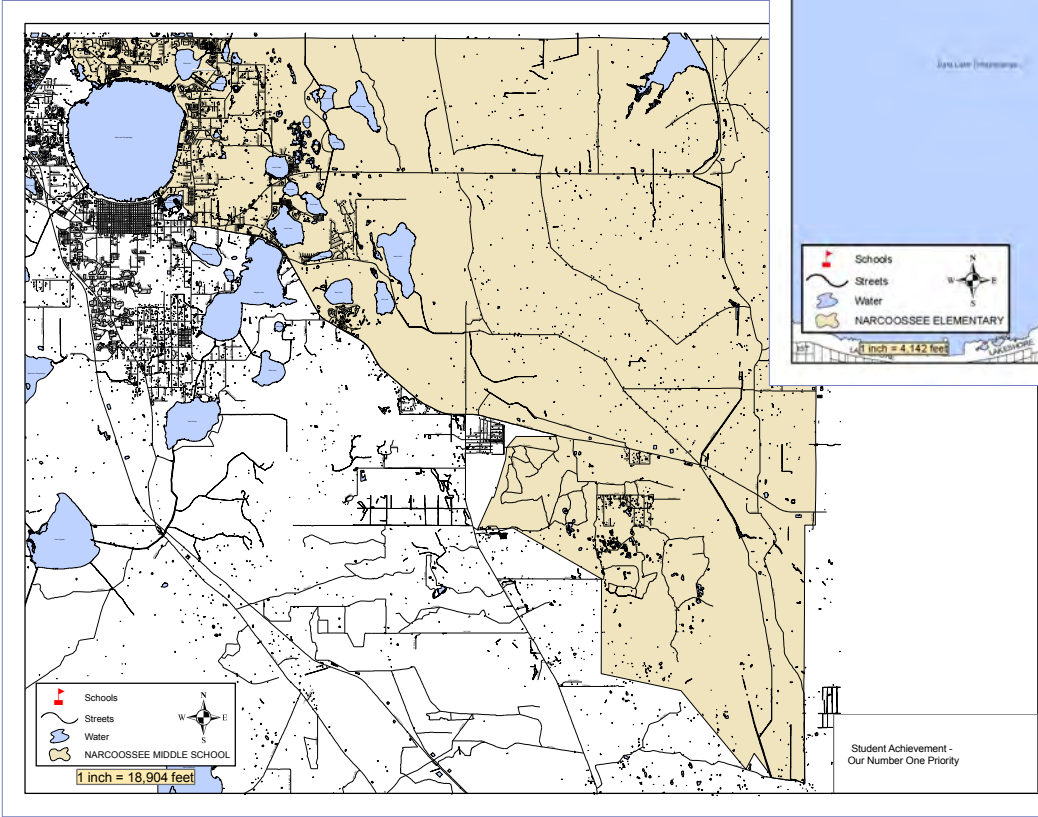 Schools
Streets
Water
NARCOOSSEE ELEMENTARY
N
W E
S
1 inch = 4,142 feet
LAKESHORE
Schools
Streets
Water
NARCOOSSEE MIDDLE SCHOOL
N
W E
S
1 inch = 18,904 feet
Student Achievement -
Our Number One Priority